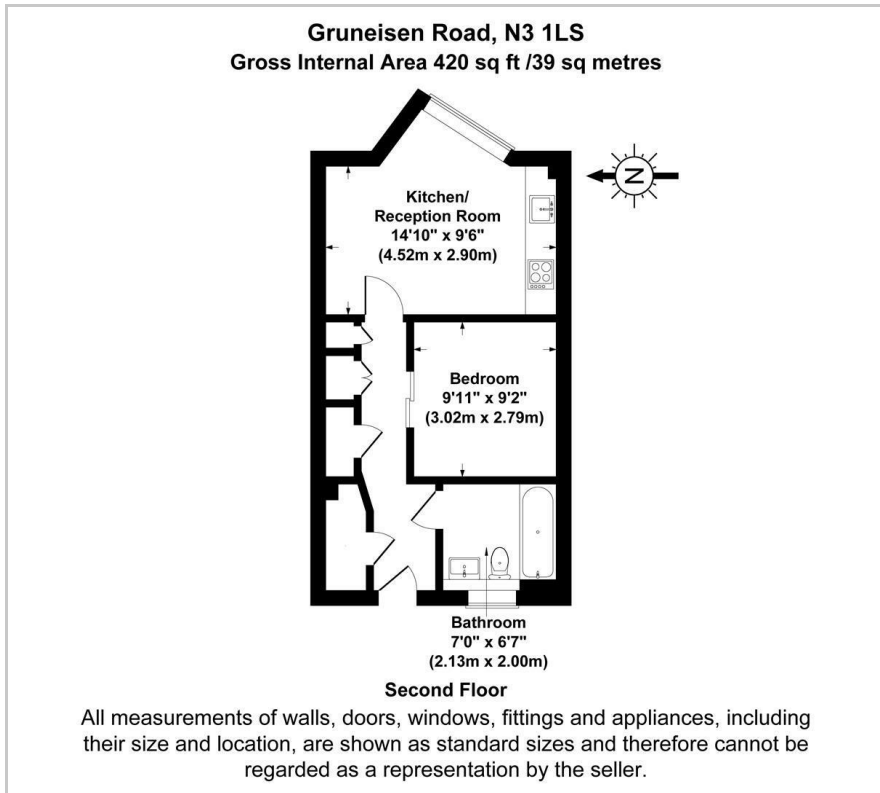 Gruneisen Road, N3 1LS
Gross Internal Area 420 sq ft /39 sq metres
N
Kitchen/
Reception Room
14'10" x 9'6"
(4.52m x 2.90m)
Bedroom
9'11" x 9'2"
(3.02m x 2.79m)
Bathroom
7'0" x 6'7"
(2.13m x 2.00m)
Second Floor
All measurements of walls, doors, windows, fittings and appliances, including
their size and location, are shown as standard sizes and therefore cannot be
regarded as a representation by the seller.